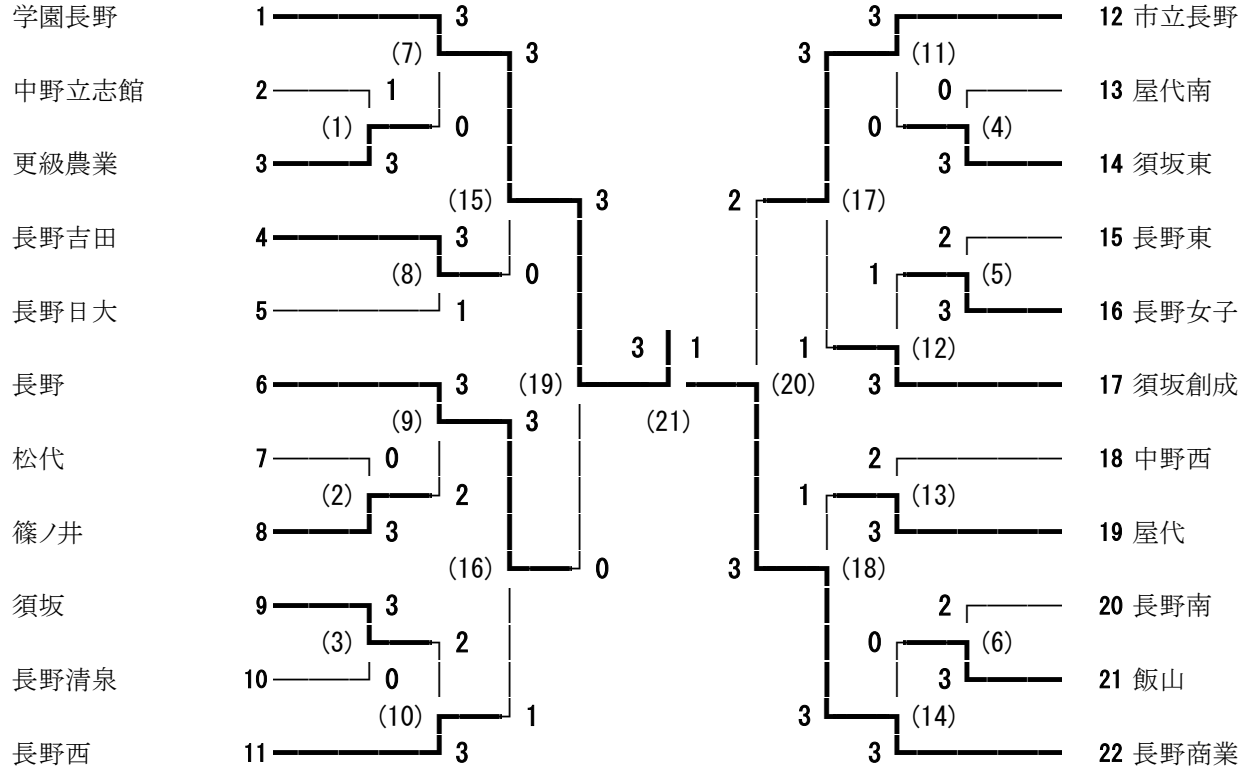 学園長野 1 3 3 12 市立長野
(7) 3 3 (11)
中野立志館 2 1 0 13 屋代南
(1) 0 0 (4)
更級農業 3 3 3 14 須坂東
(15) 3 2 (17)
長野吉田 4 3 2 15 長野東
(8) 0 1 (5)
長野日大 5 1 3 16 長野女子
3 1 1 (12)
長野 6 3 (19) (20) 3 17 須坂創成
(9) 3 (21)
松代 7 0 2 18 中野西
(2) 2 1 (13)
篠ノ井 8 3 3 19 屋代
(16) 0 3 (18)
須坂 9 3 2 20 長野南
(3) 2 0 (6)
長野清泉 10 0 3 21 飯山
(10) 1 3 (14)
長野西 11 3 3 22 長野商業